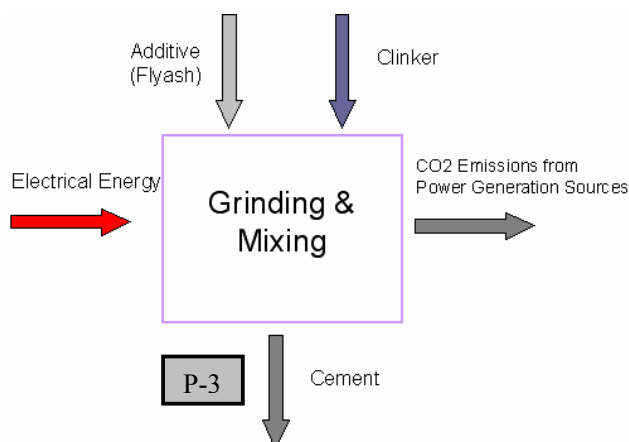 Additive
(Flyash)
Clinker
Electrical Energy
Grinding &
Mixing
CO2 Emissions from
Power Generation Sources
P-3
Cement